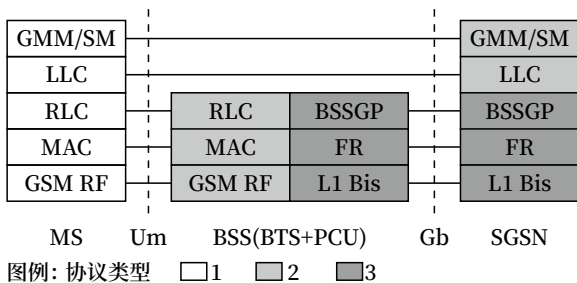 GMM/SM GMM/SM
LLC LLC
RLC RLC BSSGP BSSGP
MAC MAC FR FR
GSM RF GSM RF L1 Bis L1 Bis
MS Um BSS(BTS+PCU) Gb SGSN
图例：协议类型 1 2 3